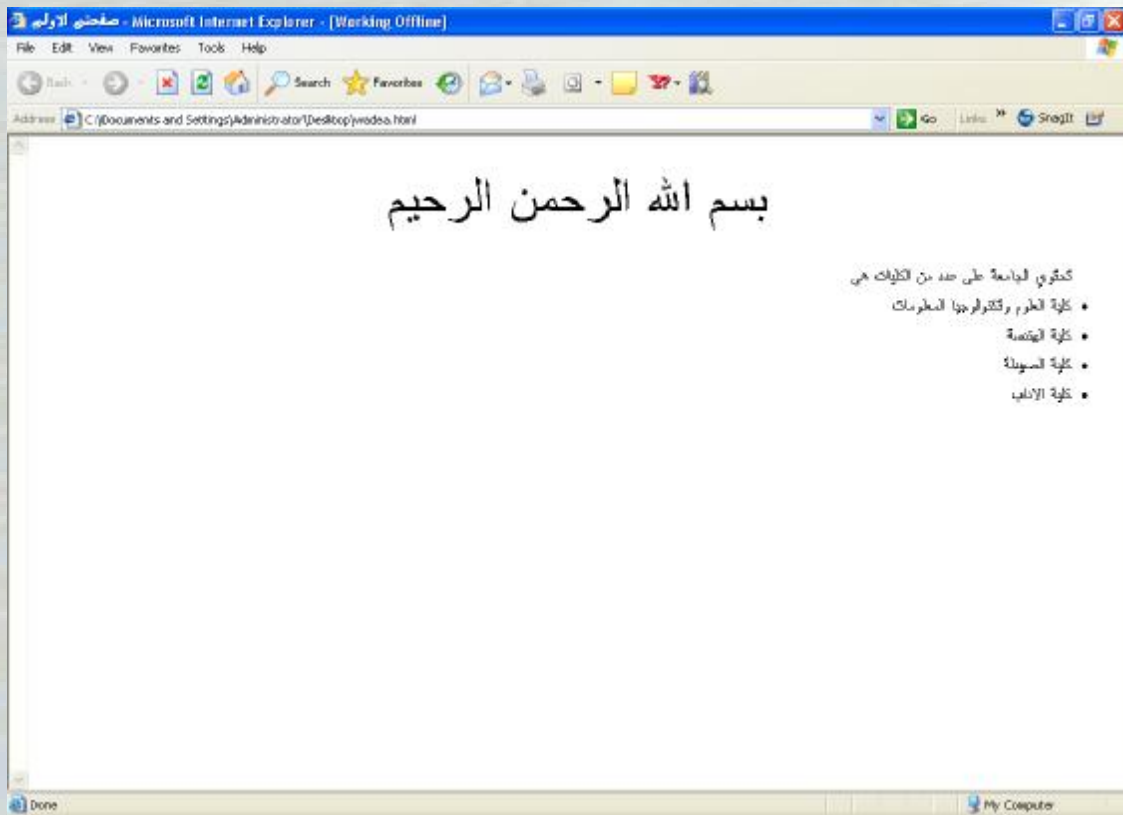 صفحتي الاولى - Microsoft Internet Explorer - [Working Offline]
File Edit View Favorites Tools Help
Back Search Favorites
Address C:\Documents and Settings\Administrator\Desktop\wadea.html Go Links » SnagIt
بسم الله الرحمن الرحيم
تحتوي الجامعة على عدد من الكليات هي
• كلية العلوم وتكنولوجيا المعلومات
• كلية الهندسة
• كلية الصيدلة
• كلية الاداب
Done My Computer